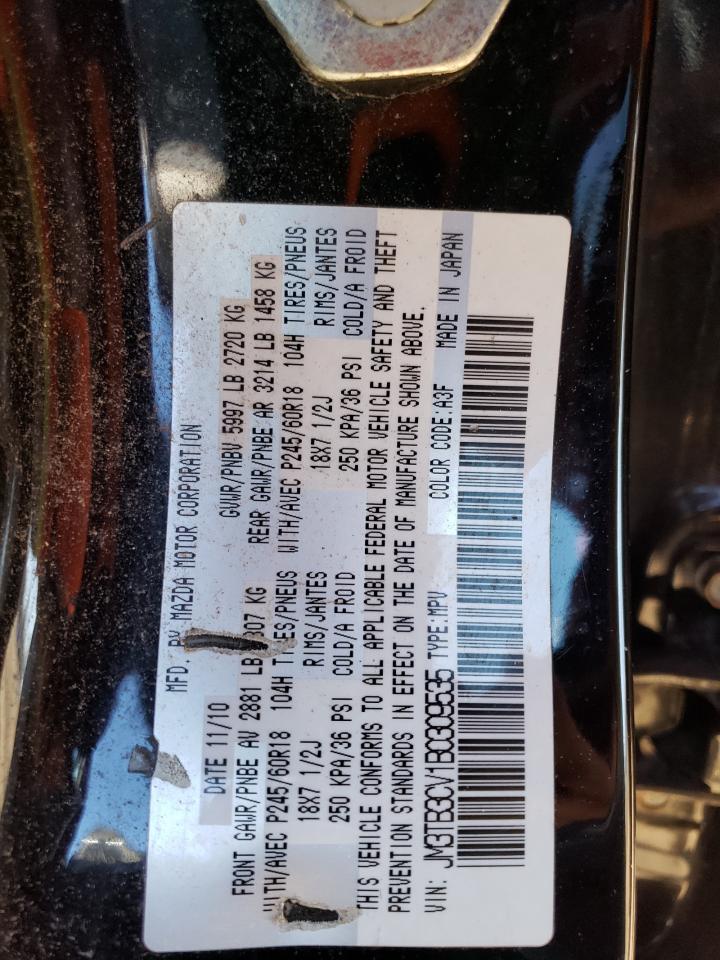 MFD. BY MAZDA MOTOR CORPORATION
DATE 11/10 GVWR/PNBV 5997 LB 2720 KG
FRONT GAWR/PNBE AV 2881 LB 1307 KG REAR GAWR/PNBE AR 3214 LB 1458 KG
WITH/AVEC P245/60R18 104H TIRES/PNEUS WITH/AVEC P245/60R18 104H TIRES/PNEUS
18X7 1/2J RIMS/JANTES 18X7 1/2J RIMS/JANTES
250 KPA/36 PSI COLD/A FROID 250 KPA/36 PSI COLD/A FROID
THIS VEHICLE CONFORMS TO ALL APPLICABLE FEDERAL MOTOR VEHICLE SAFETY AND THEFT
PREVENTION STANDARDS IN EFFECT ON THE DATE OF MANUFACTURE SHOWN ABOVE.
VIN: JM3TB3CV1B0309535 TYPE:MPV COLOR CODE:A3F MADE IN JAPAN